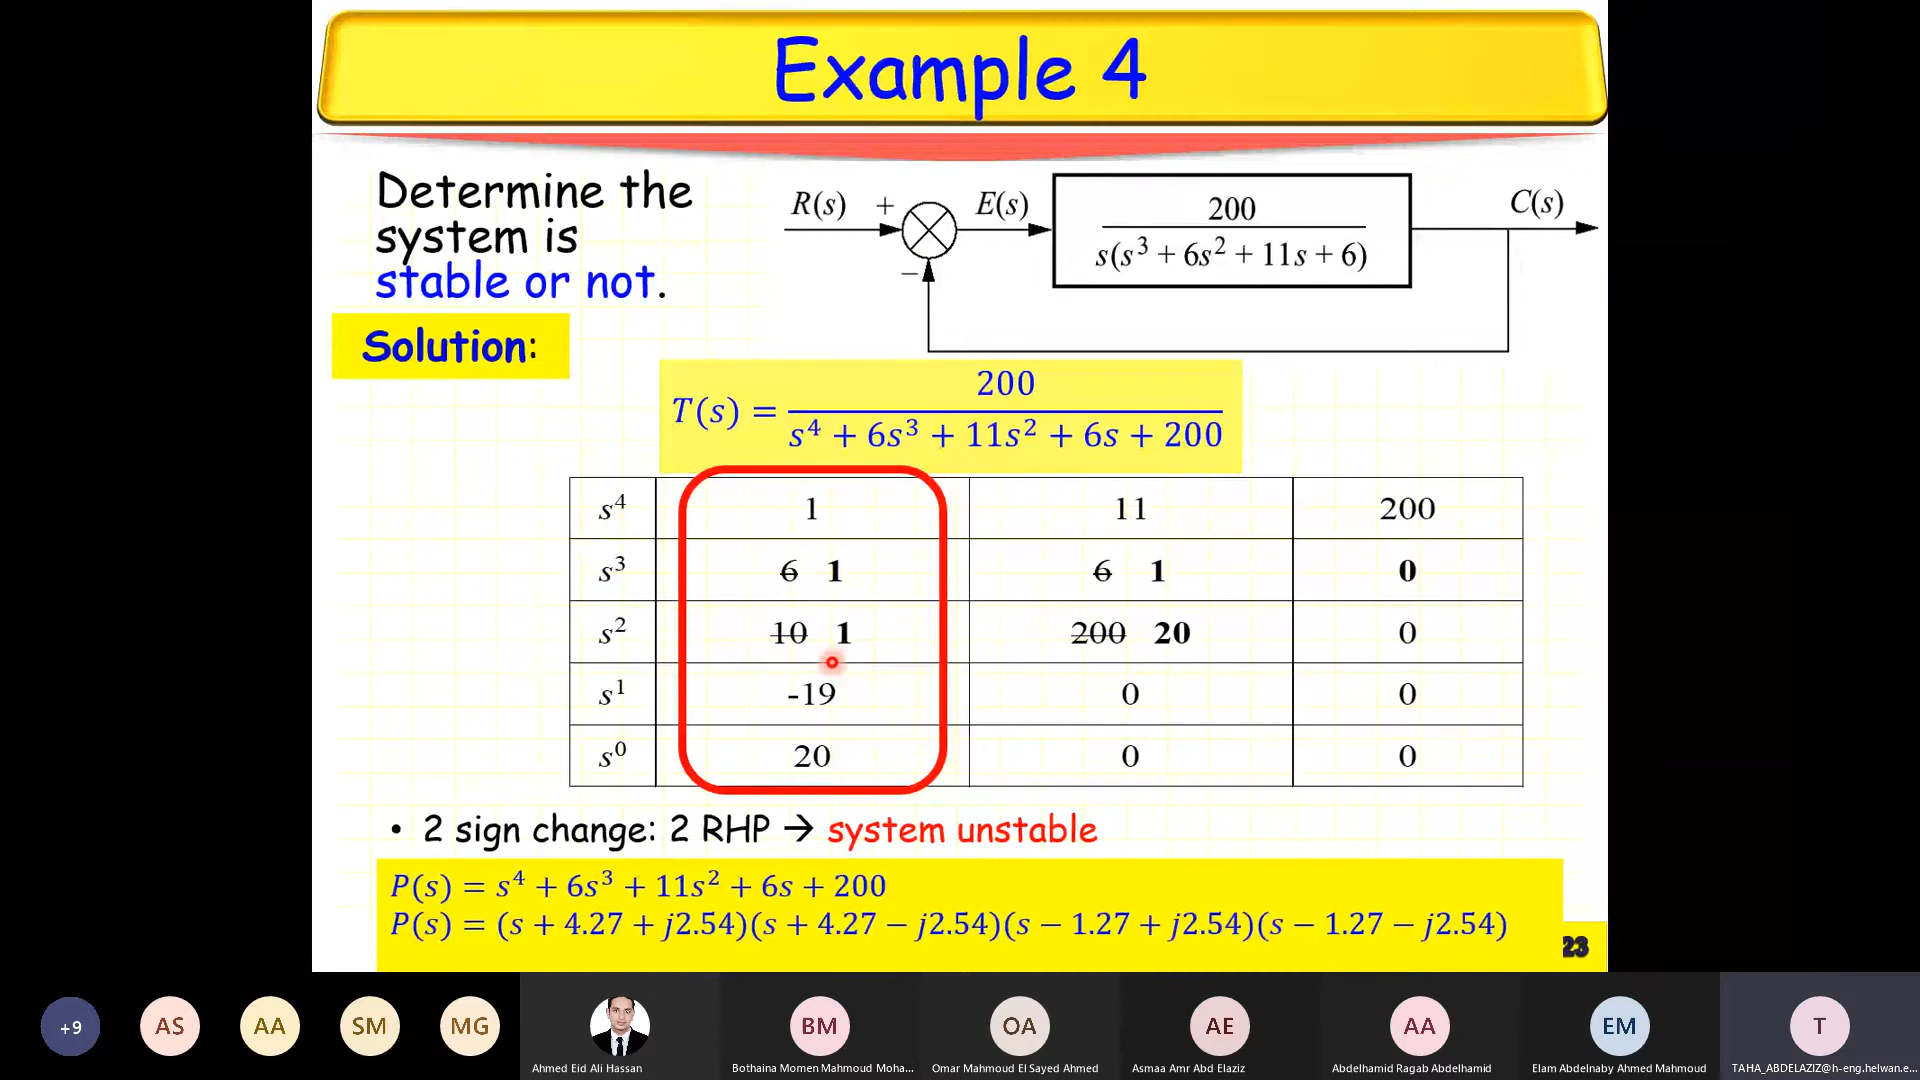 Example 4
Determine the
system is
stable or not.
R(s) + E(s) C(s)
−
200
s(s³ + 6s² + 11s + 6)
Solution:
T(s) = 200 / (s⁴ + 6s³ + 11s² + 6s + 200)
s⁴ 1 11 200
s³ 6 1 6 1 0
s² 10 1 200 20 0
s¹ -19 0 0
s⁰ 20 0 0
• 2 sign change: 2 RHP → system unstable
P(s) = s⁴ + 6s³ + 11s² + 6s + 200
P(s) = (s + 4.27 + j2.54)(s + 4.27 − j2.54)(s − 1.27 + j2.54)(s − 1.27 − j2.54)
23
+9 AS AA SM MG BM OA AE AA EM T
Ahmed Eid Ali Hassan Bothaina Momen Mahmoud Moha... Omar Mahmoud El Sayed Ahmed Asmaa Amr Abd Elaziz Abdelhamid Ragab Abdelhamid Elam Abdelnaby Ahmed Mahmoud TAHA_ABDELAZIZ@h-eng.helwan.e...